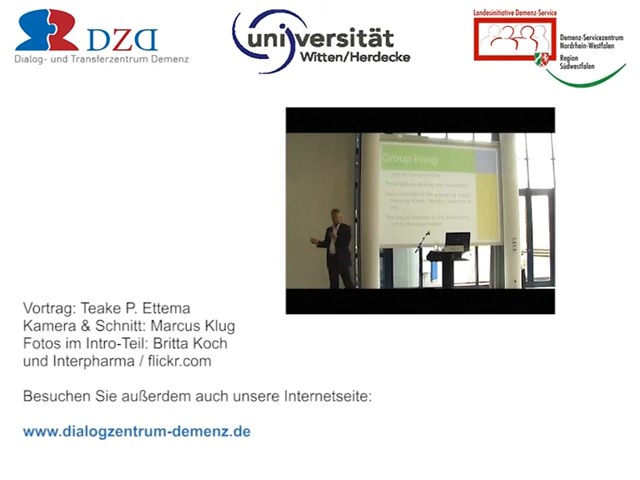 DZD
Dialog- und Transferzentrum Demenz
universität
Witten/Herdecke
Landesinitiative Demenz-Service
Demenz-Servicezentrum
Nordrhein-Westfalen
Region
Südwestfalen
Group living
Vortrag: Teake P. Ettema
Kamera & Schnitt: Marcus Klug
Fotos im Intro-Teil: Britta Koch
und Interpharma / flickr.com
Besuchen Sie außerdem auch unsere Internetseite:
www.dialogzentrum-demenz.de